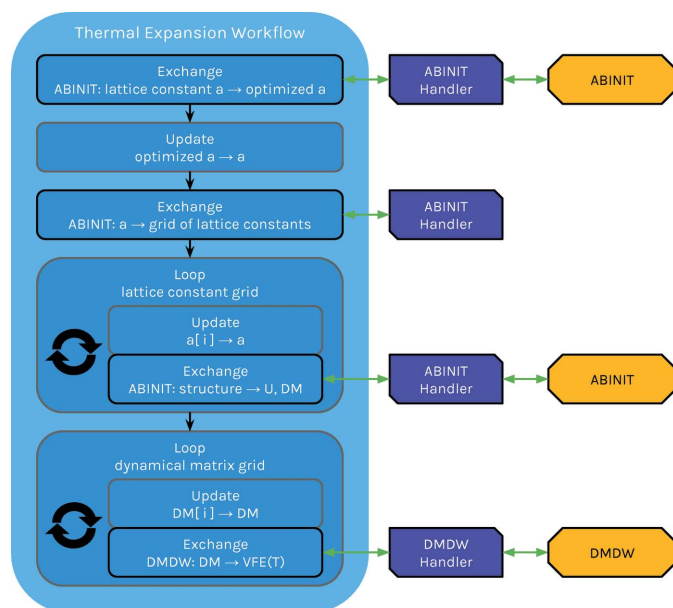 Thermal Expansion Workflow
Exchange
ABINIT: lattice constant a → optimized a
ABINIT
Handler
ABINIT
Update
optimized a → a
Exchange
ABINIT: a → grid of lattice constants
ABINIT
Handler
Loop
lattice constant grid
Update
a[ i ] → a
Exchange
ABINIT: structure → U, DM
ABINIT
Handler
ABINIT
Loop
dynamical matrix grid
Update
DM[ i ] → DM
Exchange
DMDW: DM → VFE(T)
DMDW
Handler
DMDW